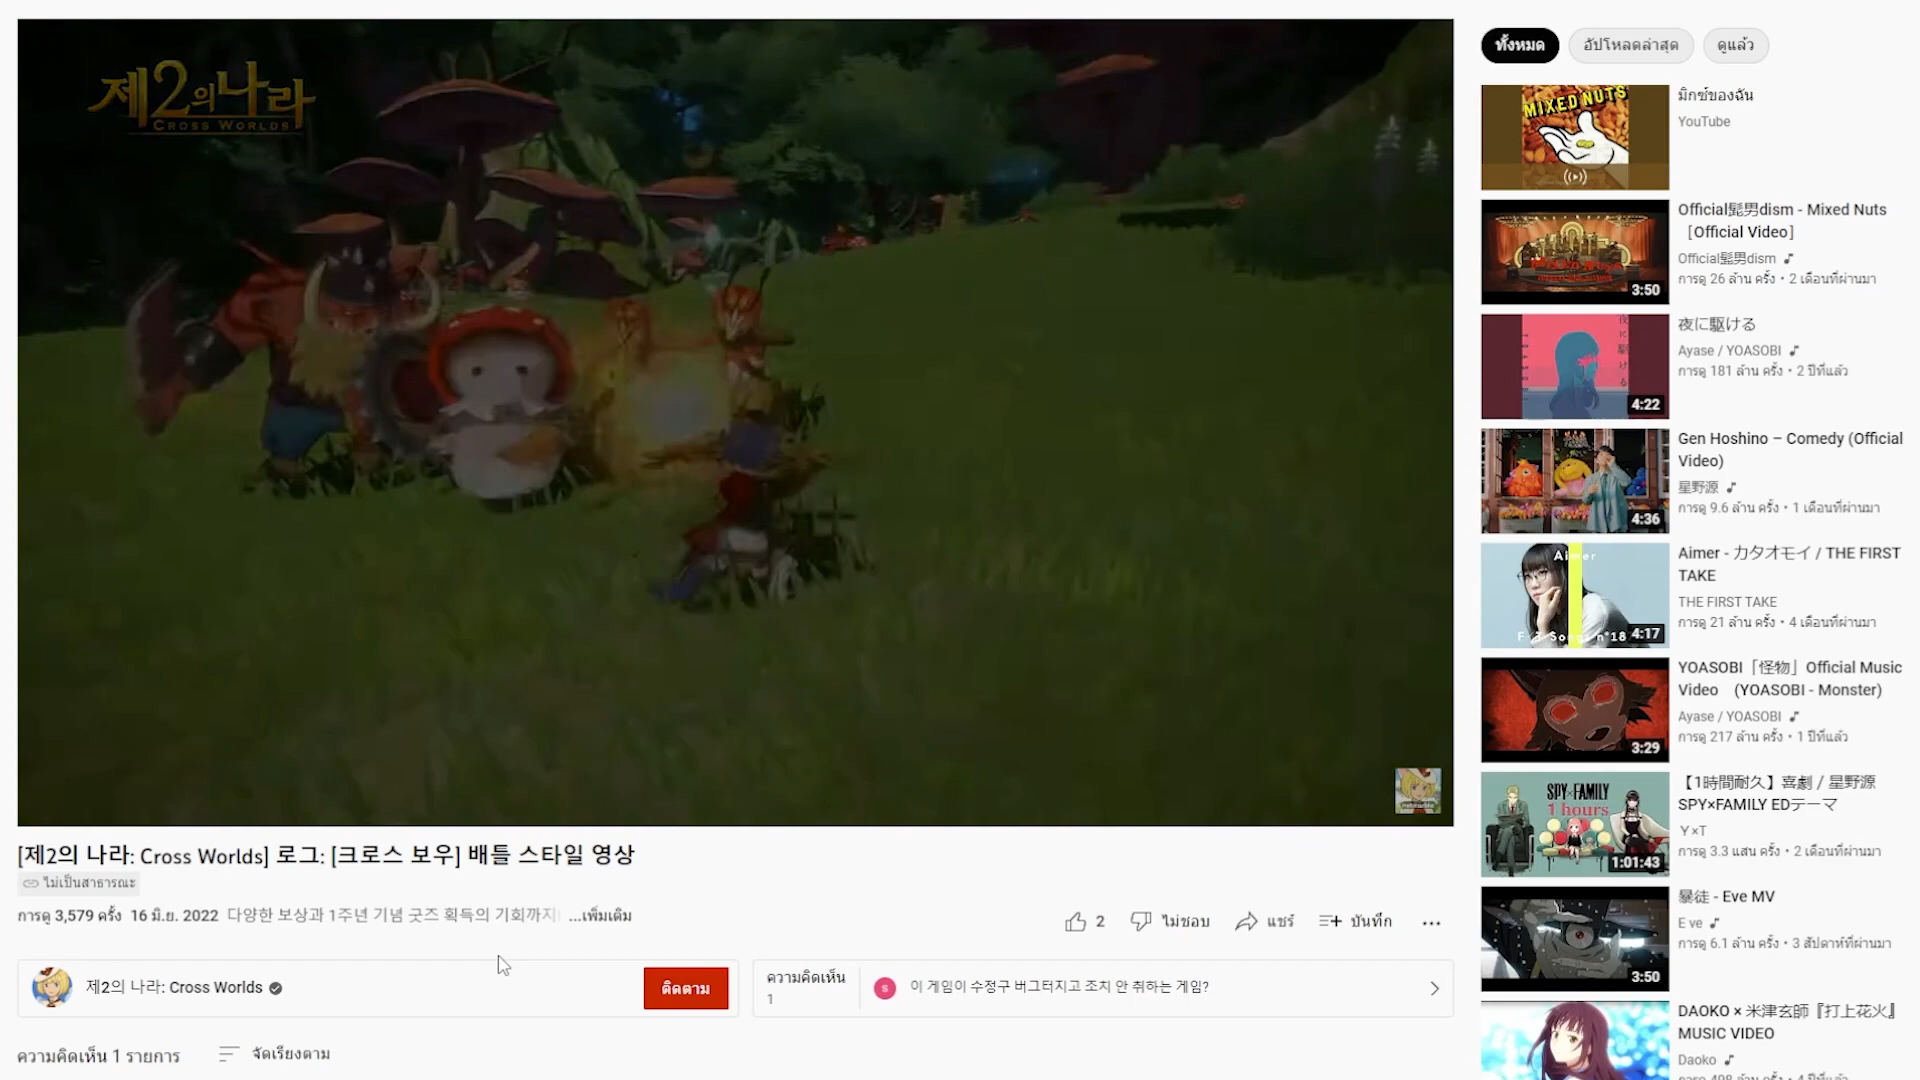 제2의나라
CROSS WORLDS
[제2의 나라: Cross Worlds] 로그: [크로스 보우] 배틀 스타일 영상
ไม่เป็นสาธารณะ
การดู 3,579 ครั้ง 16 มิ.ย. 2022 다양한 보상과 1주년 기념 굿즈 획득의 기회까지 ...เพิ่มเติม
2 ไม่ชอบ แชร์ บันทึก
제2의 나라: Cross Worlds
ติดตาม
ความคิดเห็น
1
s
이 게임이 수정구 버그터지고 조치 안 취하는 게임?
ความคิดเห็น 1 รายการ
จัดเรียงตาม
ทั้งหมด
อัปโหลดล่าสุด
ดูแล้ว
MIXED NUTS
มิกซ์ของฉัน
YouTube
3:50
Official髭男dism - Mixed Nuts
［Official Video］
Official髭男dism
การดู 26 ล้าน ครั้ง • 2 เดือนที่ผ่านมา
夜に駆ける
4:22
夜に駆ける
Ayase / YOASOBI
การดู 181 ล้าน ครั้ง • 2 ปีที่แล้ว
4:36
Gen Hoshino – Comedy (Official
Video)
星野源
การดู 9.6 ล้าน ครั้ง • 1 เดือนที่ผ่านมา
Aimer
4:17
Aimer - カタオモイ / THE FIRST
TAKE
THE FIRST TAKE
การดู 21 ล้าน ครั้ง • 4 เดือนที่ผ่านมา
3:29
YOASOBI「怪物」Official Music
Video　(YOASOBI - Monster)
Ayase / YOASOBI
การดู 217 ล้าน ครั้ง • 1 ปีที่แล้ว
SPY×FAMILY
1 hours
1:01:43
【1時間耐久】喜劇 / 星野源
SPY×FAMILY EDテーマ
Y×T
การดู 3.3 แสน ครั้ง • 2 เดือนที่ผ่านมา
3:50
暴徒 - Eve MV
E ve
การดู 6.1 ล้าน ครั้ง • 3 สัปดาห์ที่ผ่านมา
DAOKO × 米津玄師『打上花火』
MUSIC VIDEO
Daoko